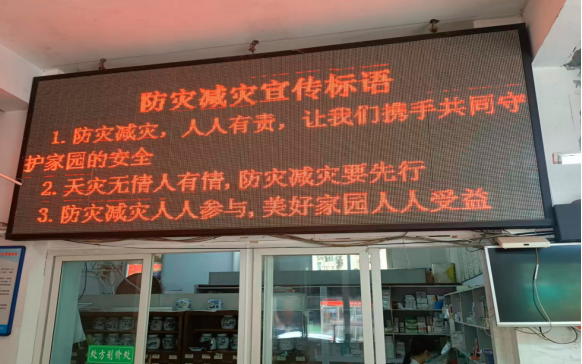 防灾减灾宣传标语
1. 防灾减灾，人人有责，让我们携手共同守
护家园的安全
2. 天灾无情人有情,防灾减灾要先行
3. 防灾减灾人人参与,美好家园人人受益
处方划价处